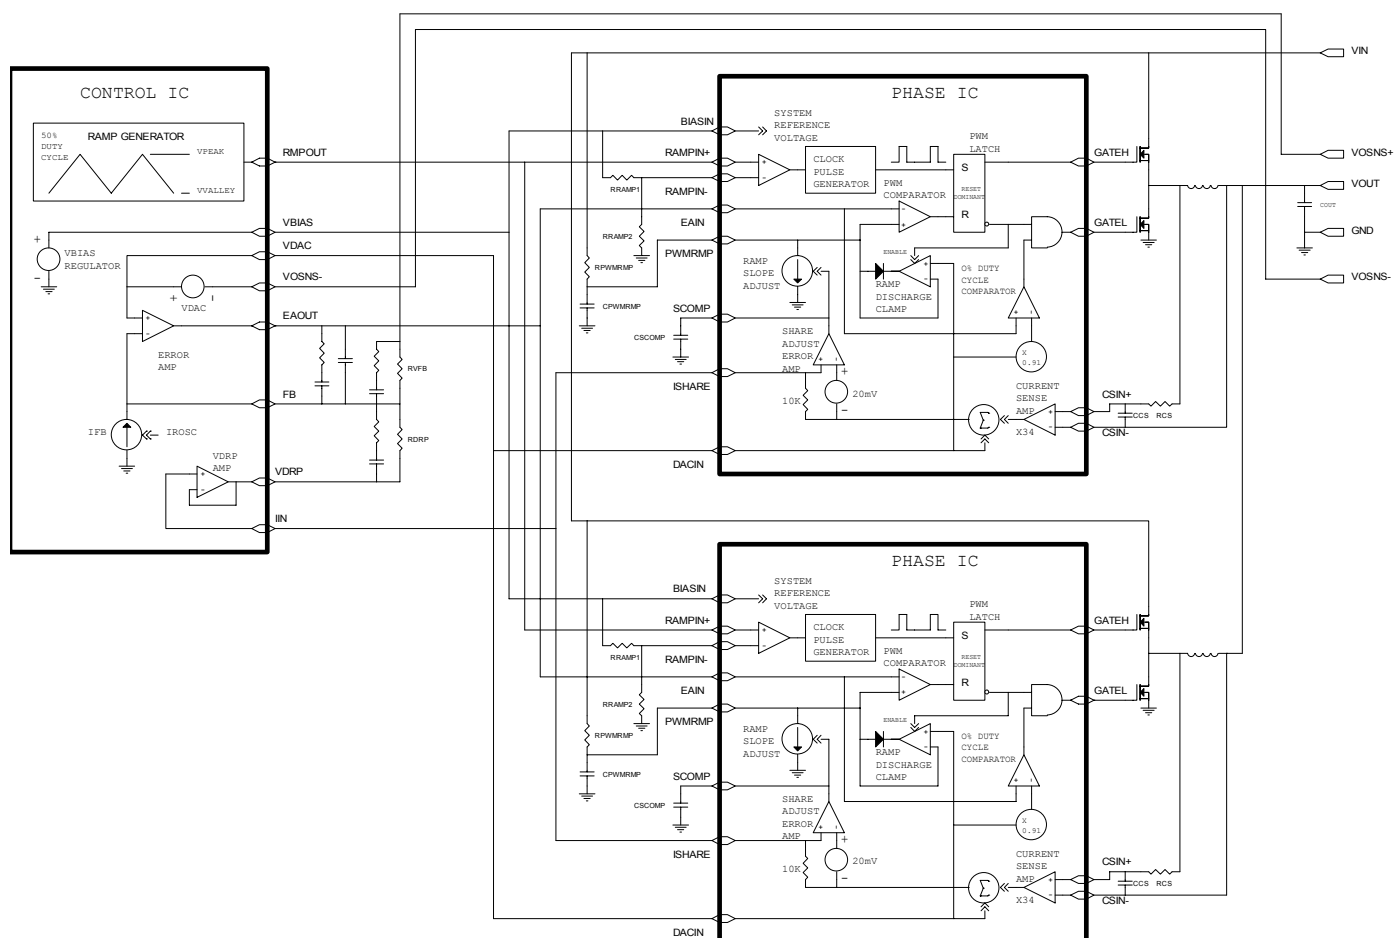 VIN
CONTROL IC
50%
DUTY
CYCLE
RAMP GENERATOR
VPEAK
VVALLEY
RMPOUT
VBIAS
VDAC
VOSNS-
EAOUT
FB
VDRP
IIN
+
-
VBIAS
REGULATOR
+
-
VDAC
+
-
ERROR
AMP
IFB
IROSC
VDRP
AMP
+
-
RVFB
RDRP
PHASE IC
BIASIN
RAMPIN+
RAMPIN-
EAIN
PWMRMP
SCOMP
ISHARE
DACIN
RRAMP1
RRAMP2
RPWMRMP
CPWMRMP
CSCOMP
SYSTEM
REFERENCE
VOLTAGE
+
-
CLOCK
PULSE
GENERATOR
PWM
LATCH
S
RESET
DOMINANT
R
PWM
COMPARATOR
-
+
ENABLE
+
-
RAMP
SLOPE
ADJUST
RAMP
DISCHARGE
CLAMP
0% DUTY
CYCLE
COMPARATOR
+
-
SHARE
ADJUST
ERROR
AMP
+
-
+
-
20mV
10K
X
0.91
CURRENT
SENSE
AMP
X34
+
-
Σ
GATEH
GATEL
CSIN+
CSIN-
CCS
RCS
VOSNS+
VOUT
COUT
GND
VOSNS-
PHASE IC
BIASIN
RAMPIN+
RAMPIN-
EAIN
PWMRMP
SCOMP
ISHARE
DACIN
RRAMP1
RRAMP2
RPWMRMP
CPWMRMP
CSCOMP
SYSTEM
REFERENCE
VOLTAGE
+
-
CLOCK
PULSE
GENERATOR
PWM
LATCH
S
RESET
DOMINANT
R
PWM
COMPARATOR
-
+
ENABLE
+
-
RAMP
SLOPE
ADJUST
RAMP
DISCHARGE
CLAMP
0% DUTY
CYCLE
COMPARATOR
+
-
SHARE
ADJUST
ERROR
AMP
+
-
+
-
20mV
10K
X
0.91
CURRENT
SENSE
AMP
X34
+
-
Σ
GATEH
GATEL
CSIN+
CSIN-
CCS
RCS